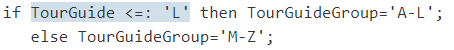 if TourGuide <=: 'L' then TourGuideGroup='A-L';
else TourGuideGroup='M-Z';